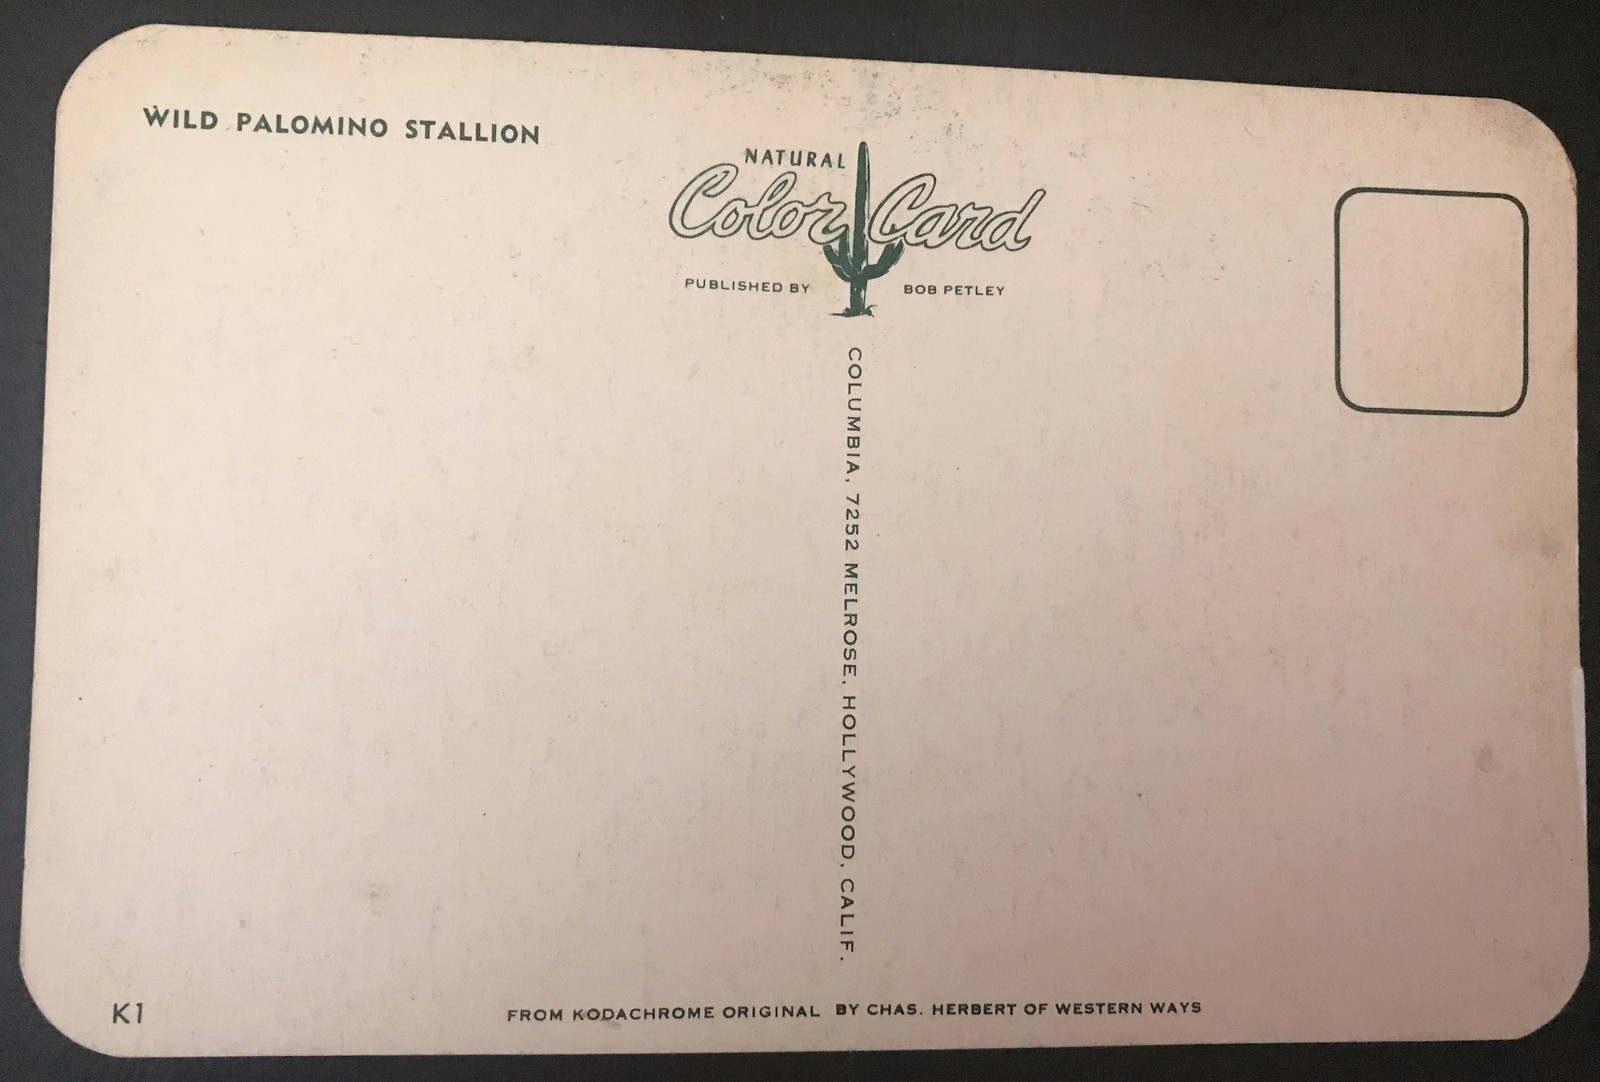 WILD PALOMINO STALLION
NATURAL
Color Card
PUBLISHED BY BOB PETLEY
COLUMBIA, 7252 MELROSE, HOLLYWOOD, CALIF.
K1
FROM KODACHROME ORIGINAL BY CHAS. HERBERT OF WESTERN WAYS